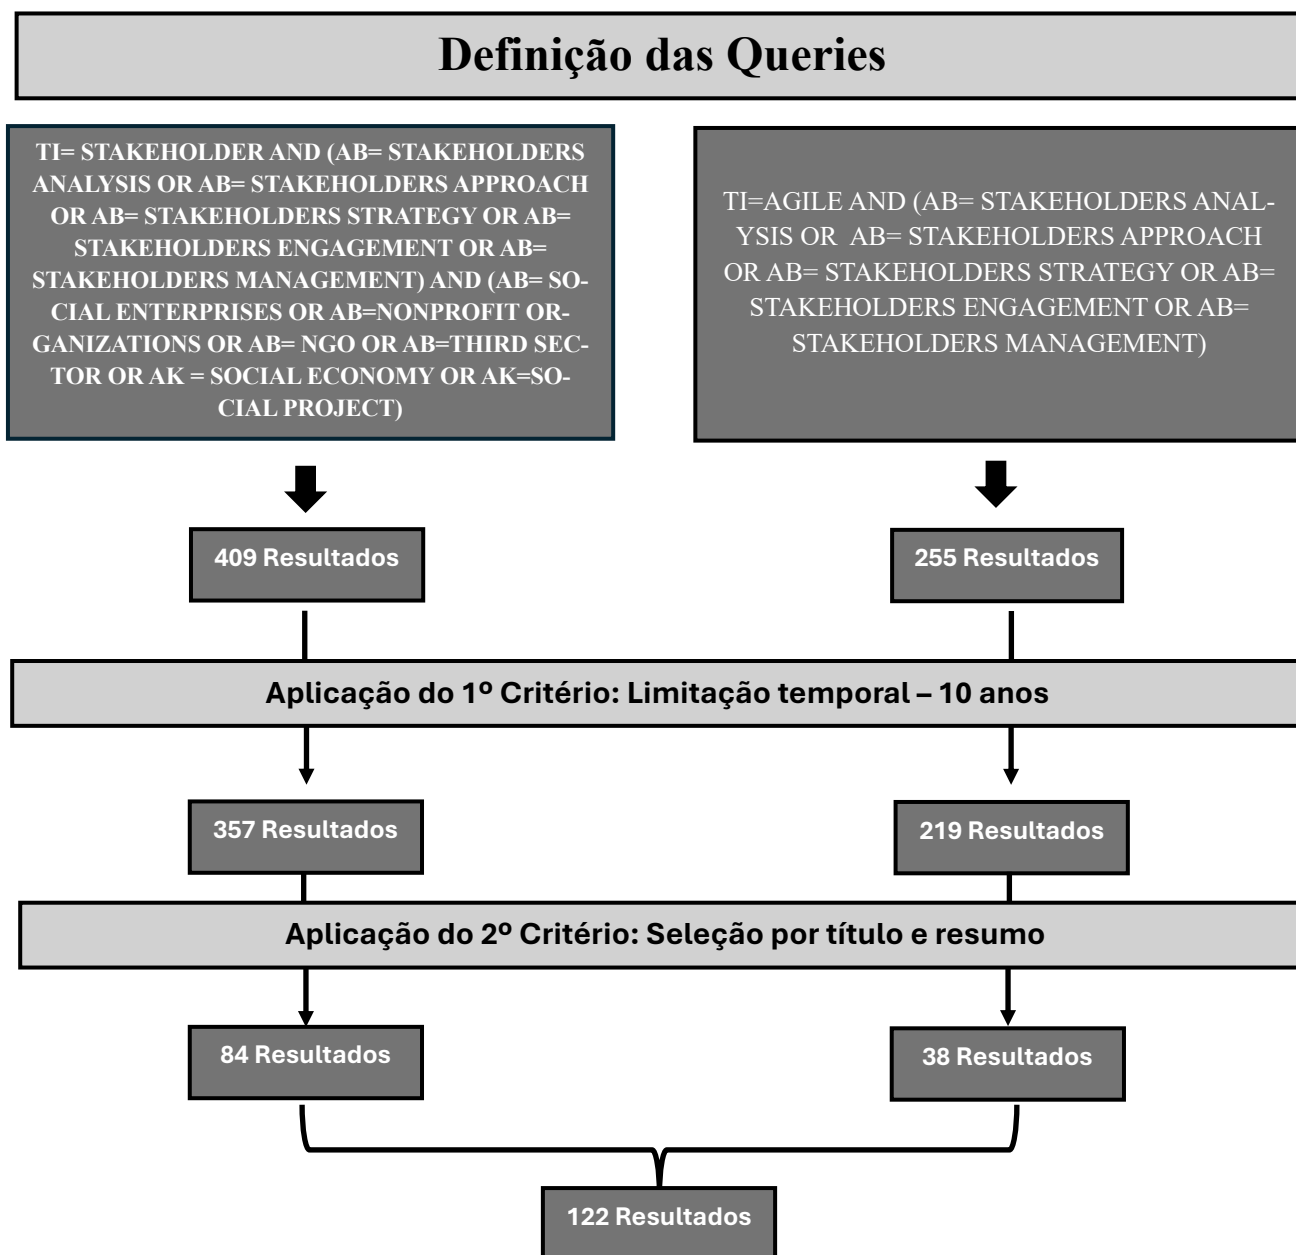 Definição das Queries
TI= STAKEHOLDER AND (AB= STAKEHOLDERS
ANALYSIS OR AB= STAKEHOLDERS APPROACH
OR AB= STAKEHOLDERS STRATEGY OR AB=
STAKEHOLDERS ENGAGEMENT OR AB=
STAKEHOLDERS MANAGEMENT) AND (AB= SO-
CIAL ENTERPRISES OR AB=NONPROFIT OR-
GANIZATIONS OR AB= NGO OR AB=THIRD SEC-
TOR OR AK = SOCIAL ECONOMY OR AK=SO-
CIAL PROJECT)
TI=AGILE AND (AB= STAKEHOLDERS ANAL-
YSIS OR AB= STAKEHOLDERS APPROACH
OR AB= STAKEHOLDERS STRATEGY OR AB=
STAKEHOLDERS ENGAGEMENT OR AB=
STAKEHOLDERS MANAGEMENT)
409 Resultados
255 Resultados
Aplicação do 1º Critério: Limitação temporal – 10 anos
357 Resultados
219 Resultados
Aplicação do 2º Critério: Seleção por título e resumo
84 Resultados
38 Resultados
122 Resultados